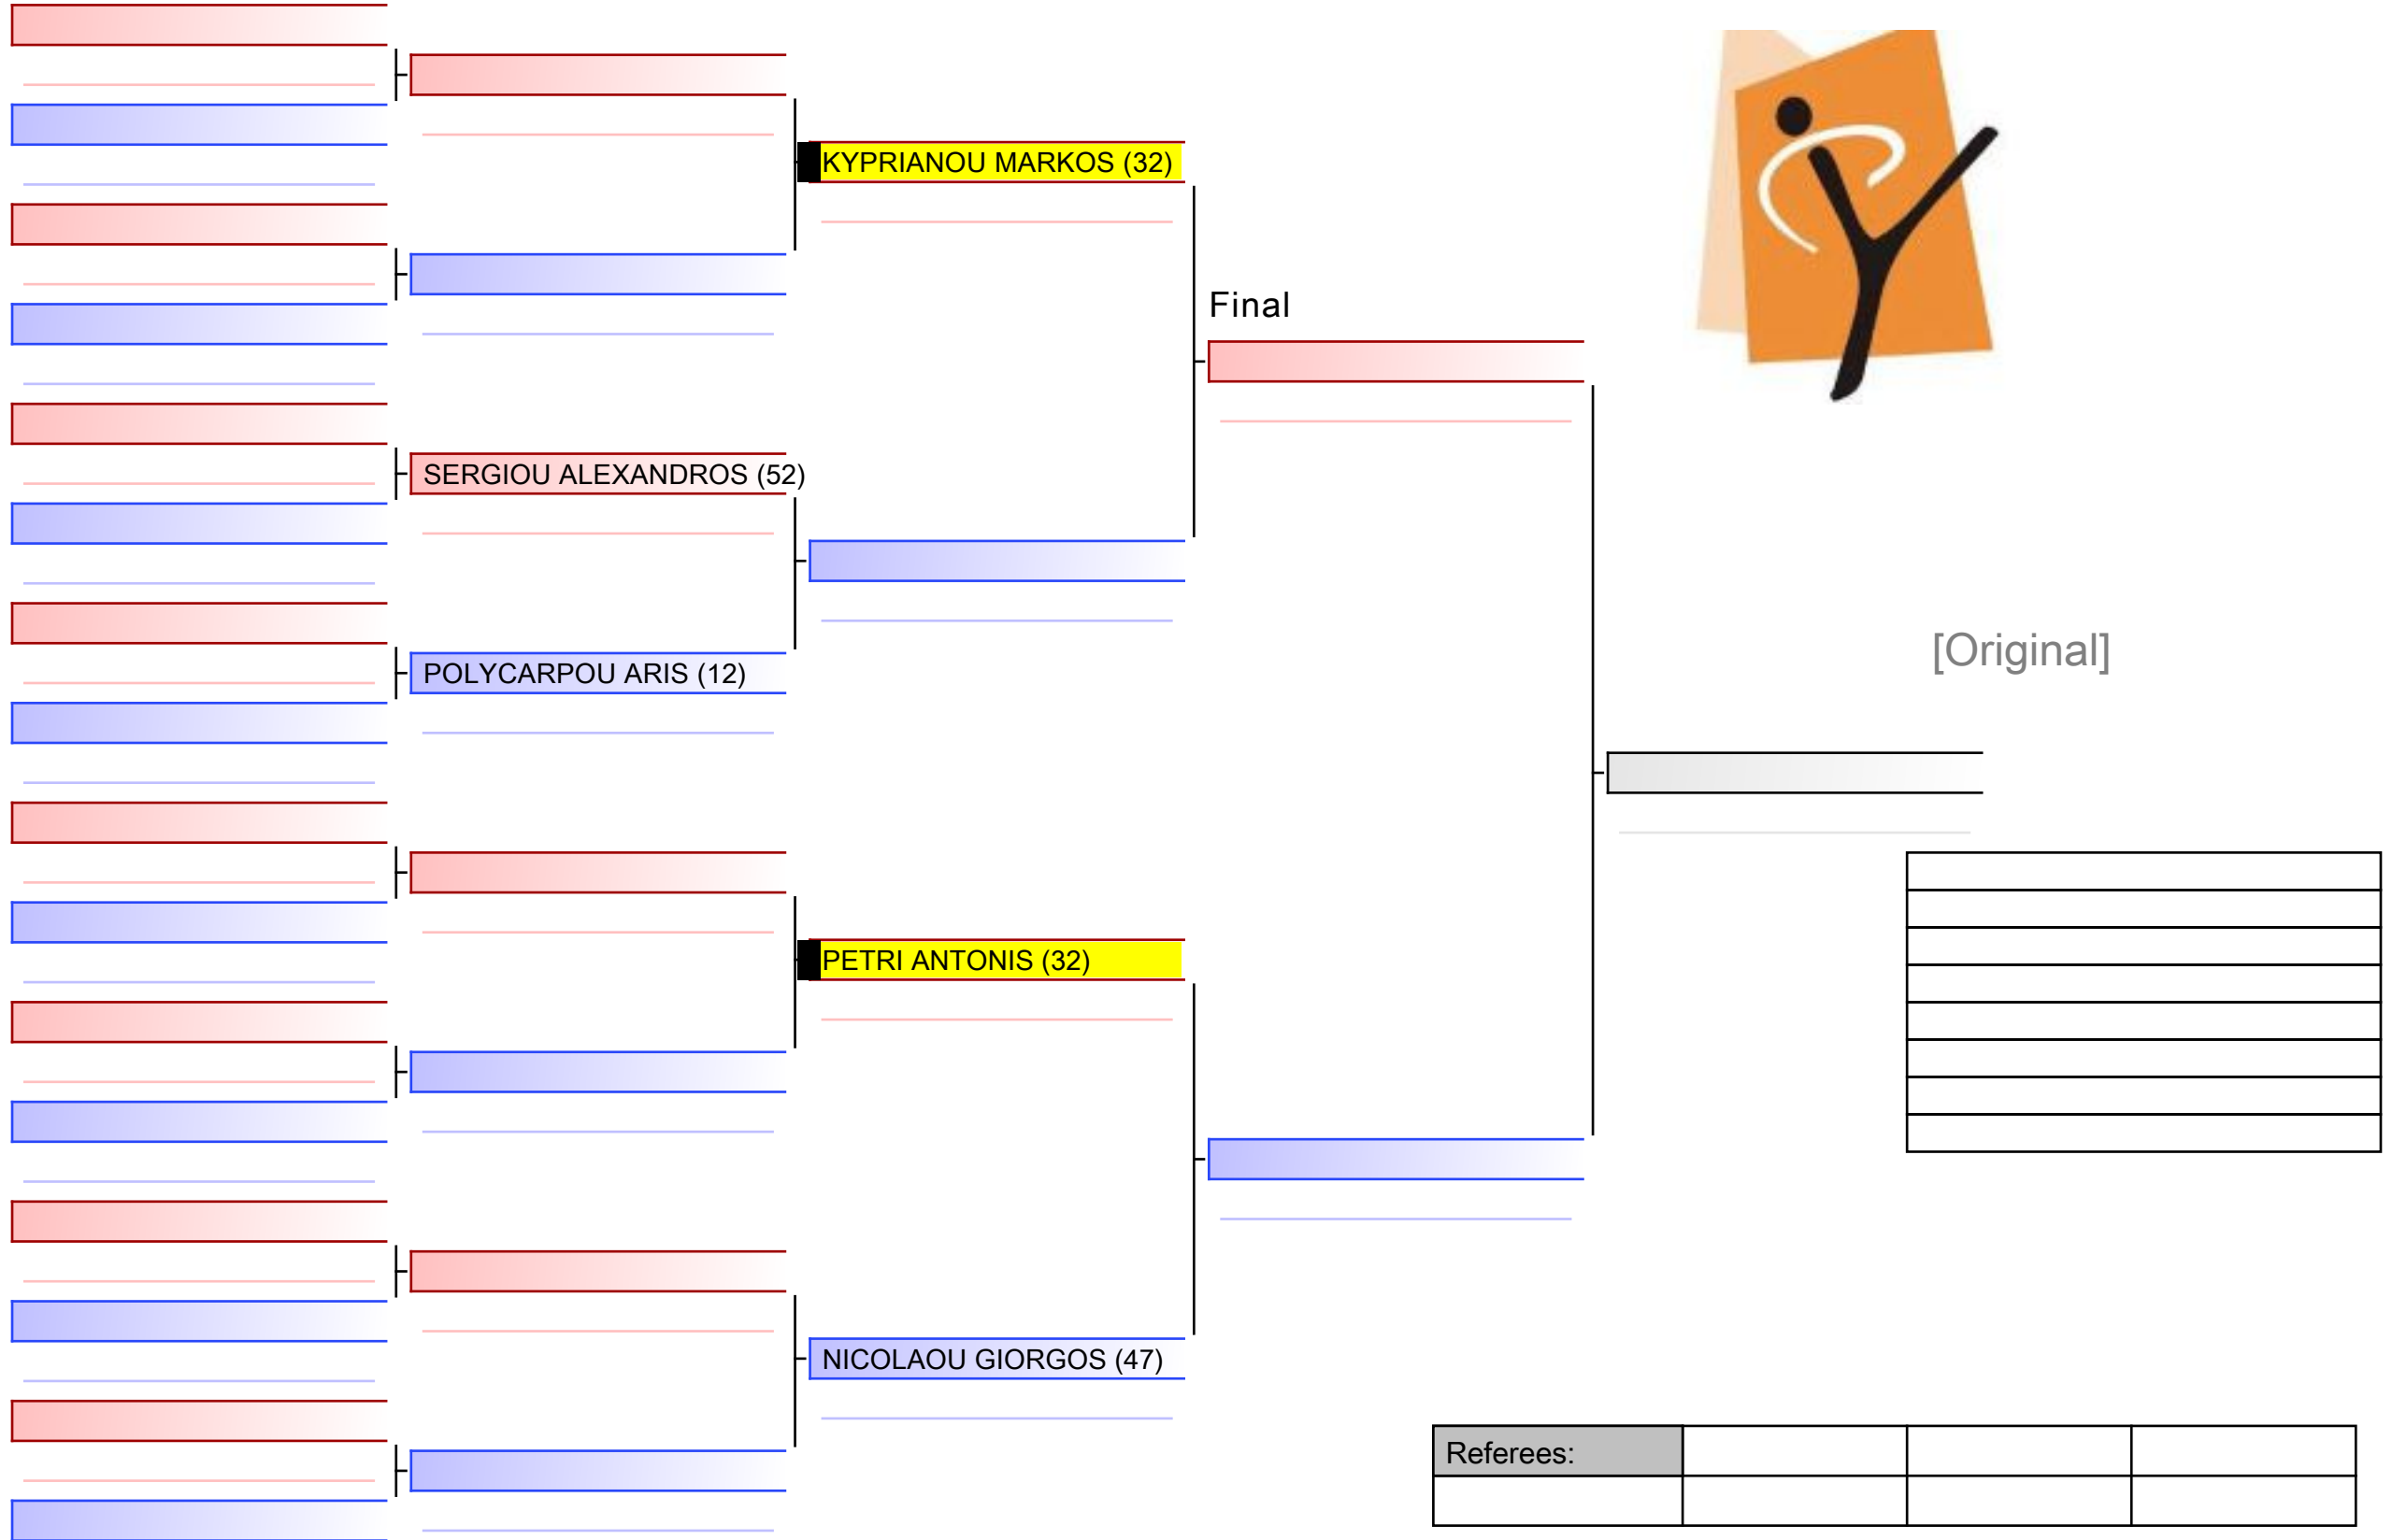 KYPRIANOU MARKOS (32)
Final
SERGIOU ALEXANDROS (52)
[Original]
POLYCARPOU ARIS (12)
PETRI ANTONIS (32)
NICOLAOU GIORGOS (47)
Referees: